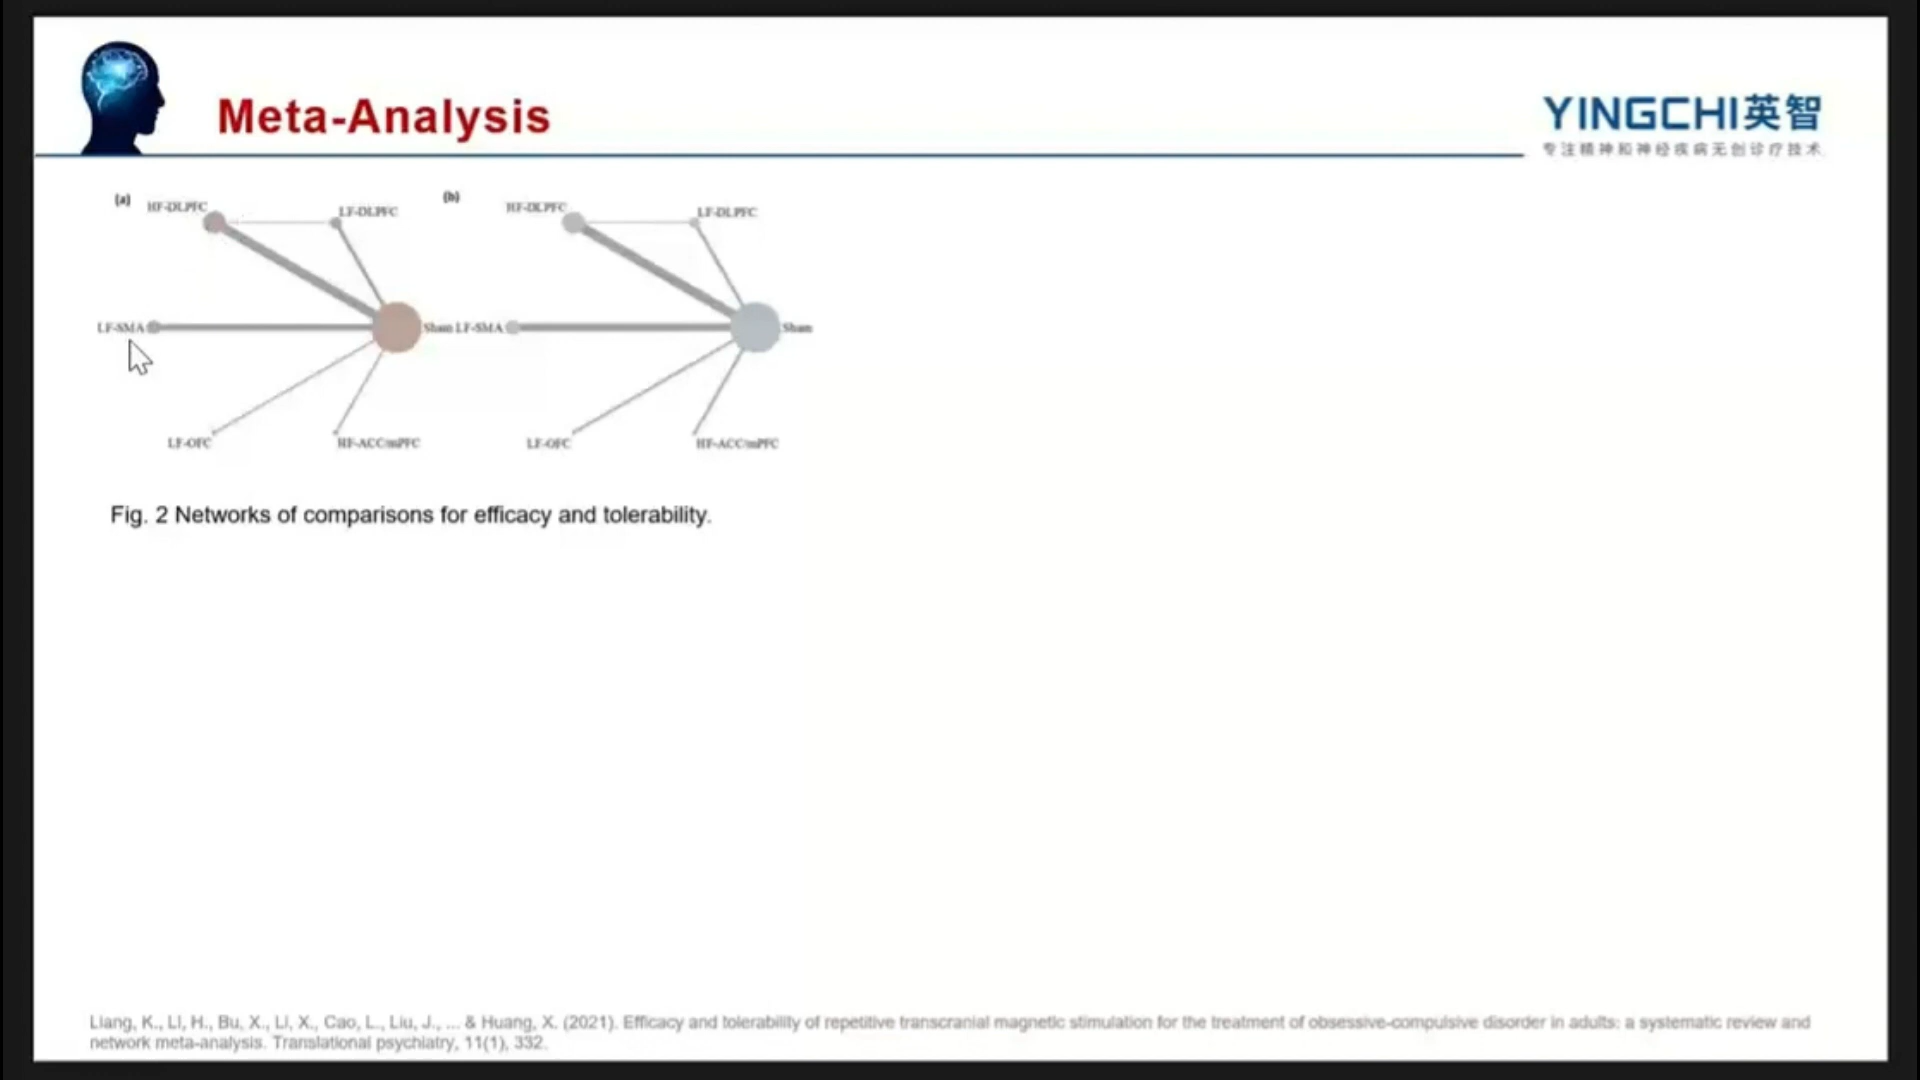 Meta-Analysis
YINGCHI英智
专注精神和神经疾病无创诊疗技术
(a)
HF-DLPFC
LF-DLPFC
(b)
HF-DLPFC
LF-DLPFC
LF-SMA
Sham
LF-SMA
Sham
LF-OFC
HF-ACC/mPFC
LF-OFC
HF-ACC/mPFC
Fig. 2 Networks of comparisons for efficacy and tolerability.
Liang, K., Li, H., Bu, X., Li, X., Cao, L., Liu, J., ... & Huang, X. (2021). Efficacy and tolerability of repetitive transcranial magnetic stimulation for the treatment of obsessive-compulsive disorder in adults: a systematic review and
network meta-analysis. Translational psychiatry, 11(1), 332.